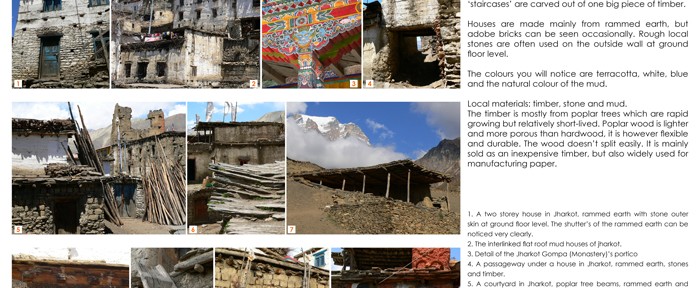 'staircases' are carved out of one big piece of timber.
Houses are made mainly from rammed earth, but
adobe bricks can be seen occasionally. Rough local
stones are often used on the outside wall at ground
floor level.
The colours you will notice are terracotta, white, blue
and the natural colour of the mud.
Local materials: timber, stone and mud.
The timber is mostly from poplar trees which are rapid
growing but relatively short-lived. Poplar wood is lighter
and more porous than hardwood, it is however flexible
and durable. The wood doesn't split easily. It is mainly
sold as an inexpensive timber, but also widely used for
manufacturing paper.
1. A two storey house in Jharkot, rammed earth with stone outer
skin at ground floor level. The shutter's of the rammed earth can be
noticed very clearly.
2. The interlinked flat roof mud houses of jharkot.
3. Detail of the Jharkot Gompa (Monastery)'s portico
4. A passageway under a house in Jharkot, rammed earth, stones
and timber.
5. A courtyard in Jharkot, poplar tree beams, rammed earth and
1
2
3
4
5
6
7